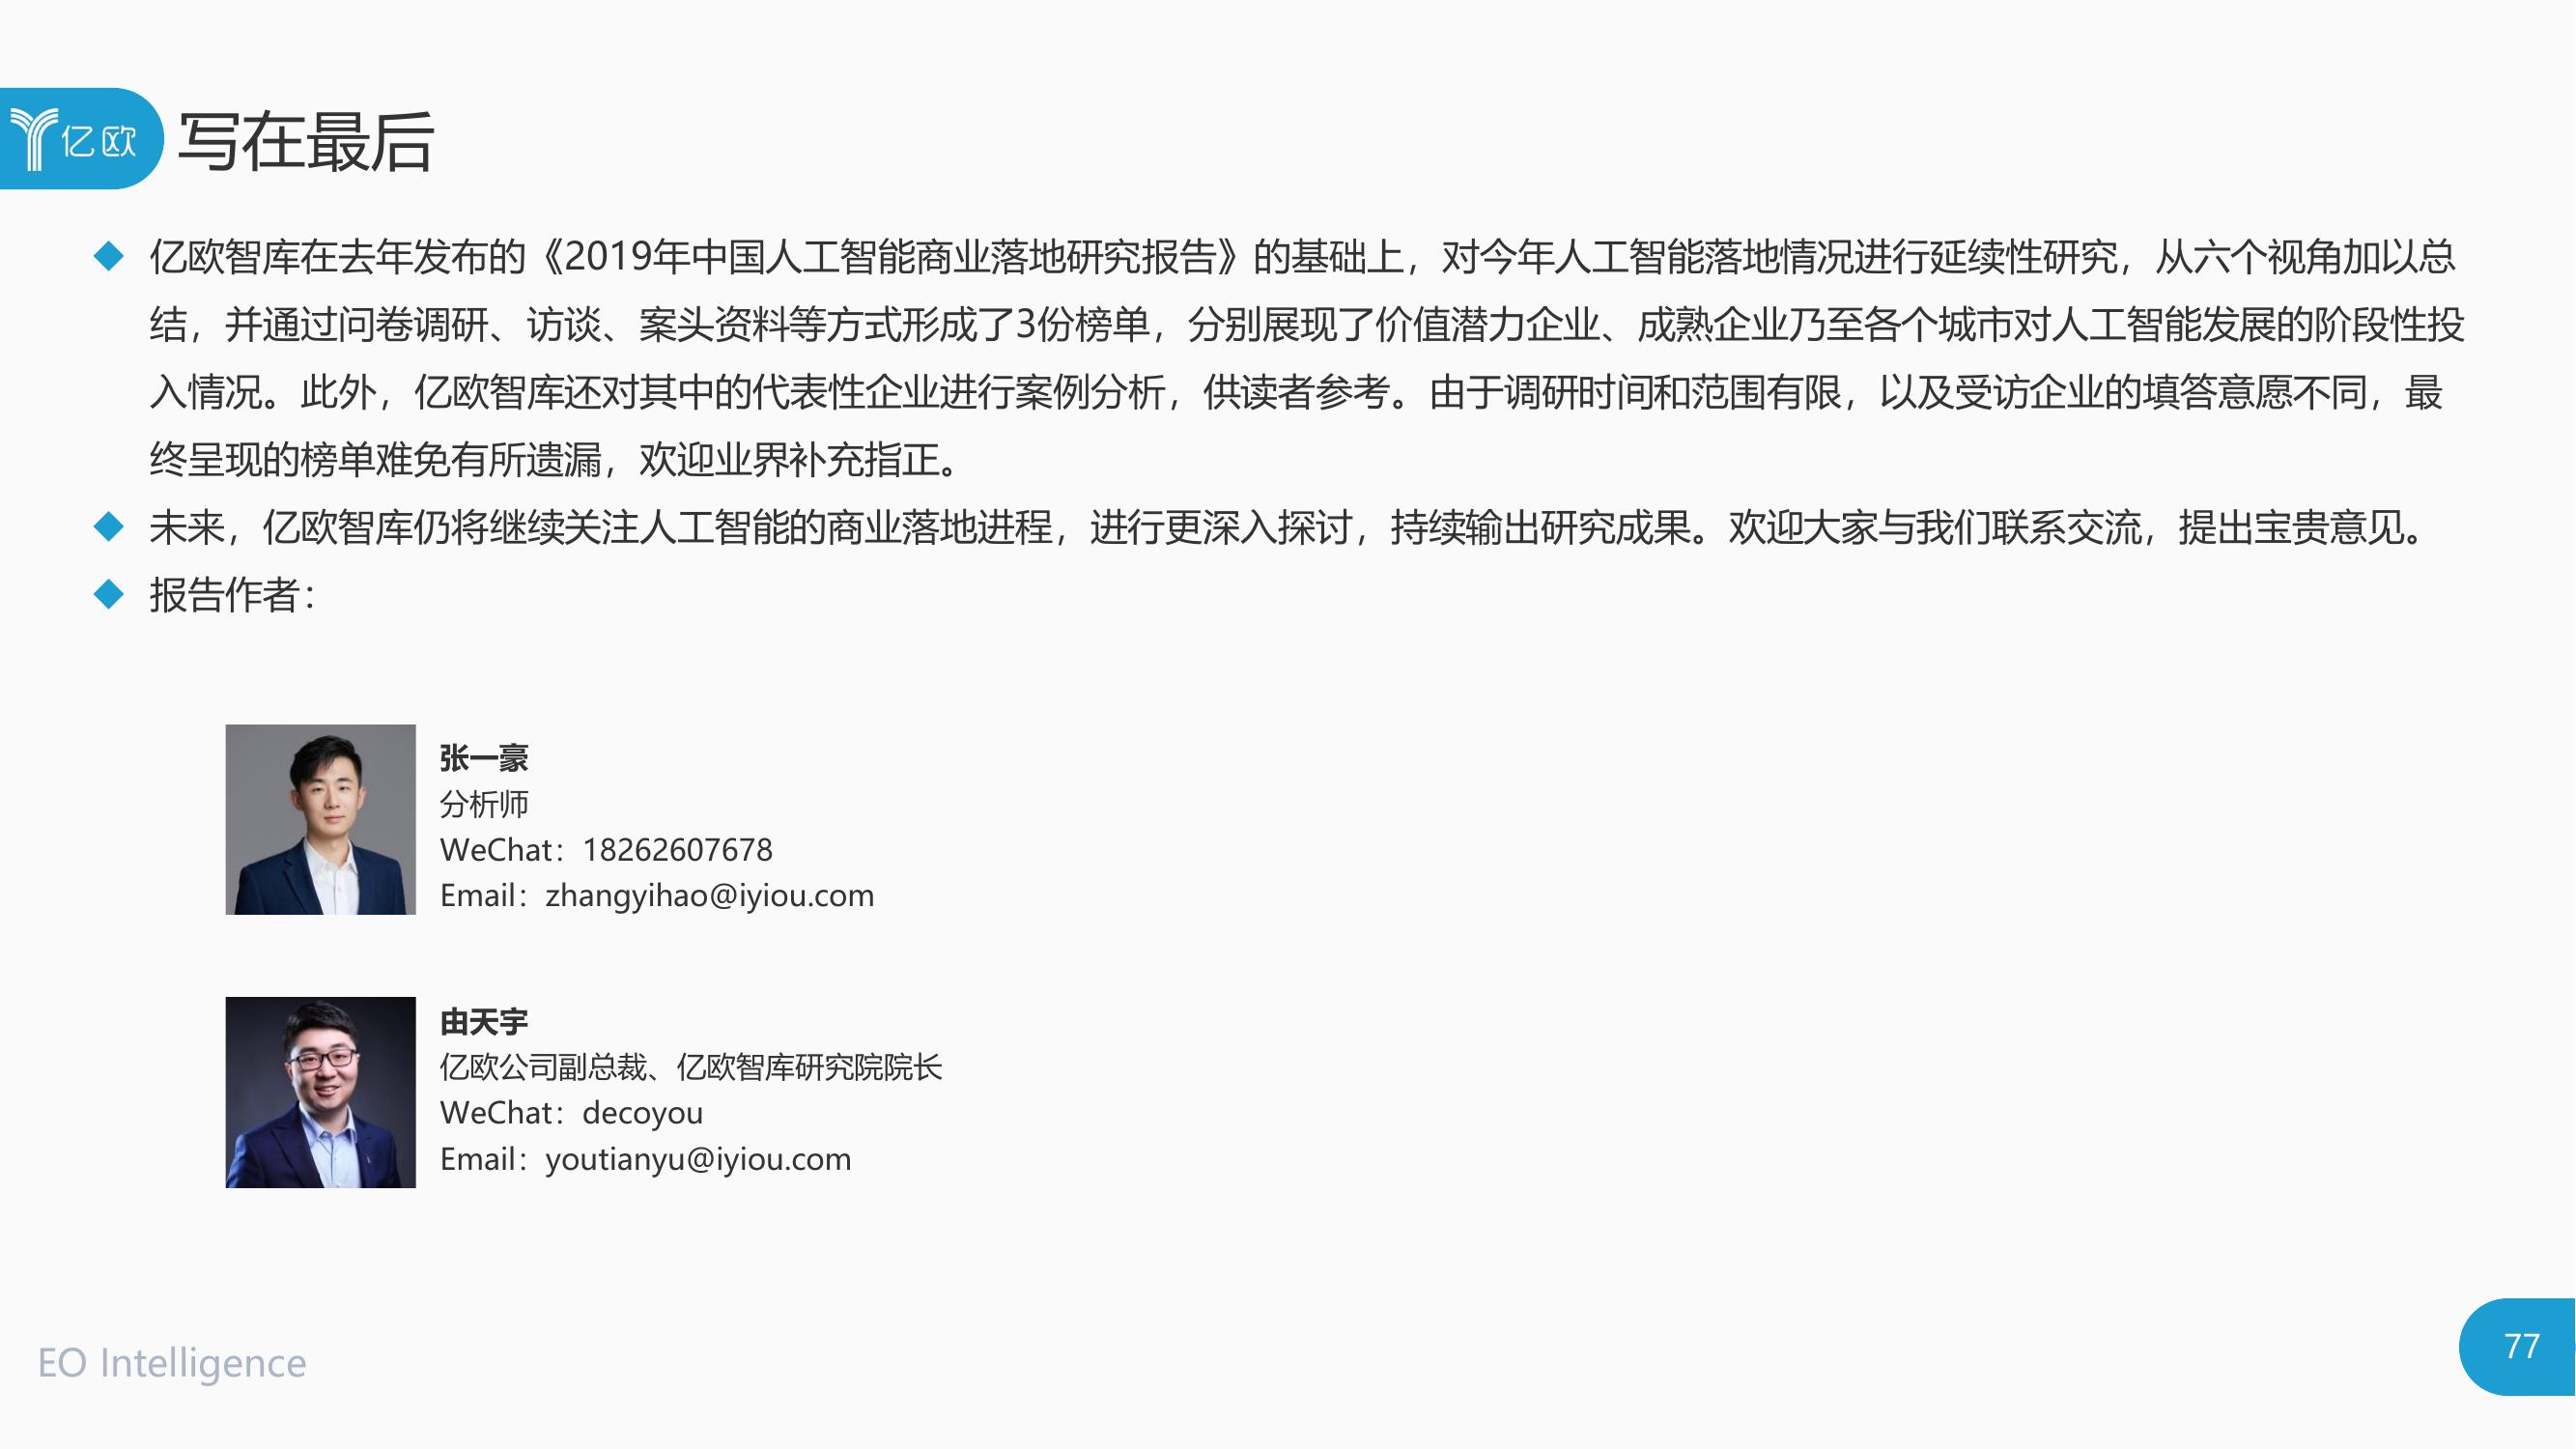 亿欧
写在最后
亿欧智库在去年发布的《2019年中国人工智能商业落地研究报告》的基础上，对今年人工智能落地情况进行延续性研究，从六个视角加以总
结，并通过问卷调研、访谈、案头资料等方式形成了3份榜单，分别展现了价值潜力企业、成熟企业乃至各个城市对人工智能发展的阶段性投
入情况。此外，亿欧智库还对其中的代表性企业进行案例分析，供读者参考。由于调研时间和范围有限，以及受访企业的填答意愿不同，最
终呈现的榜单难免有所遗漏，欢迎业界补充指正。
未来，亿欧智库仍将继续关注人工智能的商业落地进程，进行更深入探讨，持续输出研究成果。欢迎大家与我们联系交流，提出宝贵意见。
报告作者：
张一豪
分析师
WeChat：18262607678
Email：zhangyihao@iyiou.com
由天宇
亿欧公司副总裁、亿欧智库研究院院长
WeChat：decoyou
Email：youtianyu@iyiou.com
EO Intelligence
77